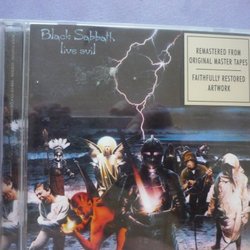 Black Sabbath
live evil
REMASTERED FROM
ORIGINAL MASTER TAPES
FAITHFULLY RESTORED
ARTWORK